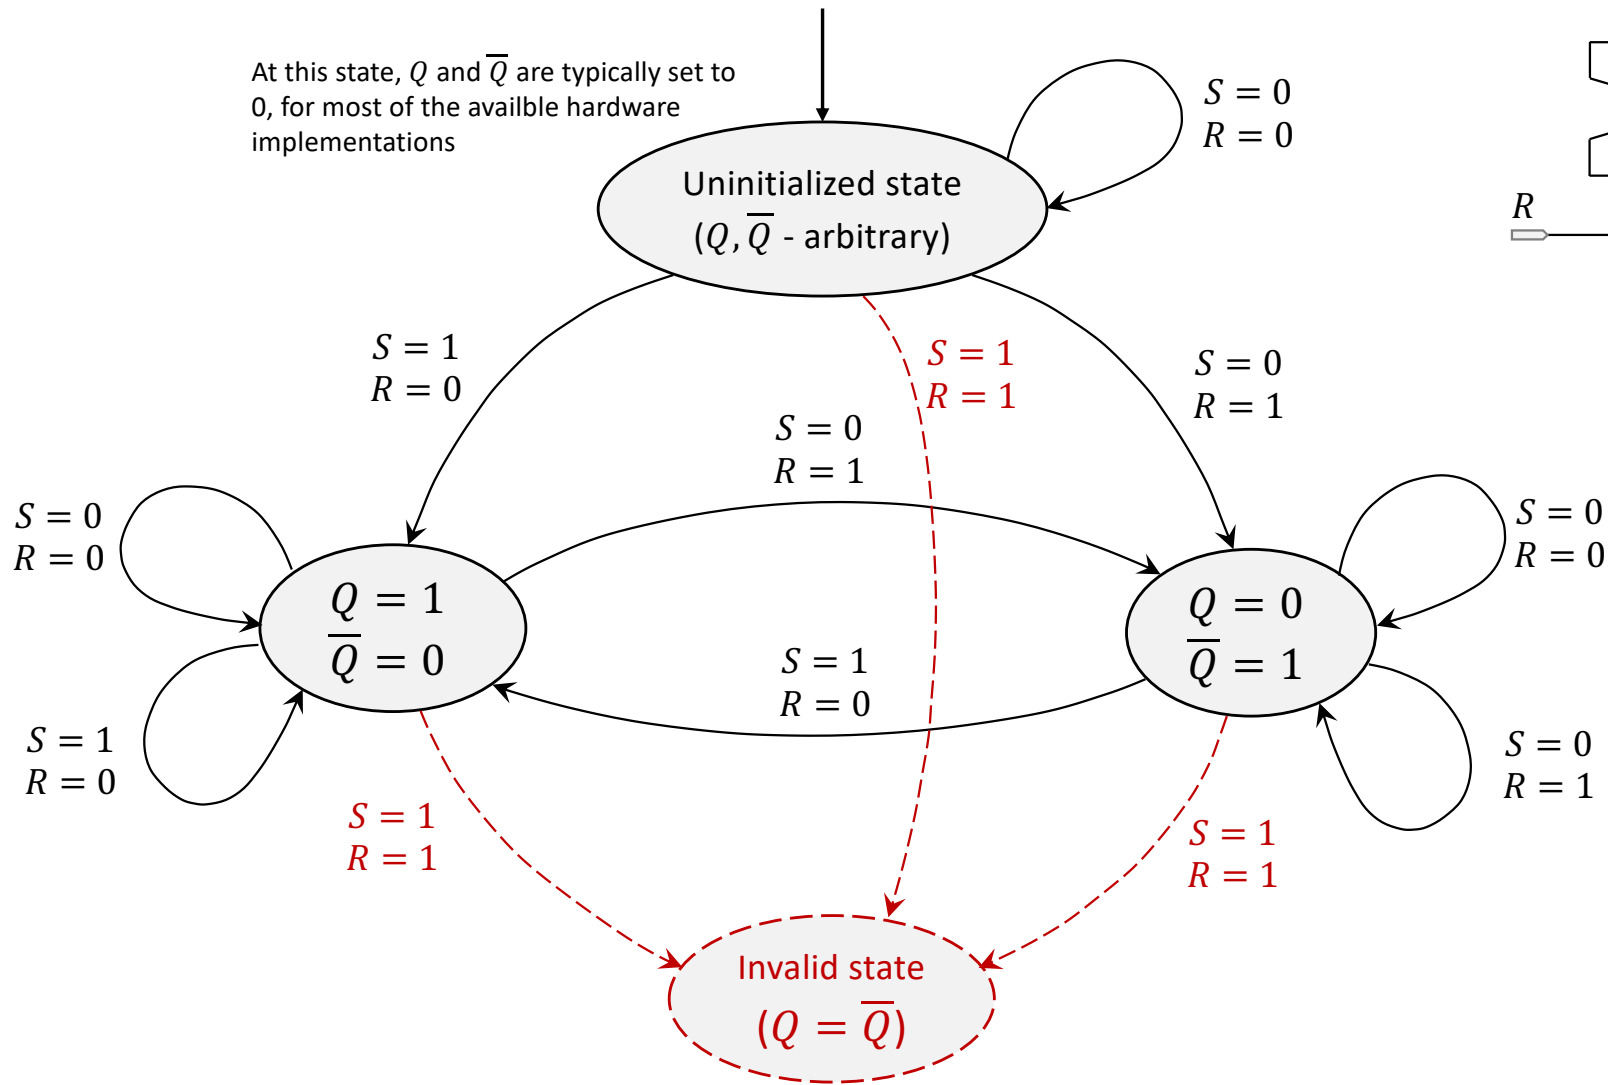 At this state, Q and Q̅ are typically set to
0, for most of the availble hardware
implementations
S = 0
R = 0
Uninitialized state
(Q, Q̅ - arbitrary)
R
S = 1
R = 0
S = 1
R = 1
S = 0
R = 1
S = 0
R = 1
S = 0
R = 0
S = 0
R = 0
Q = 1
Q̅ = 0
Q = 0
Q̅ = 1
S = 1
R = 0
S = 1
R = 0
S = 0
R = 1
S = 1
R = 1
S = 1
R = 1
Invalid state
(Q = Q̅)